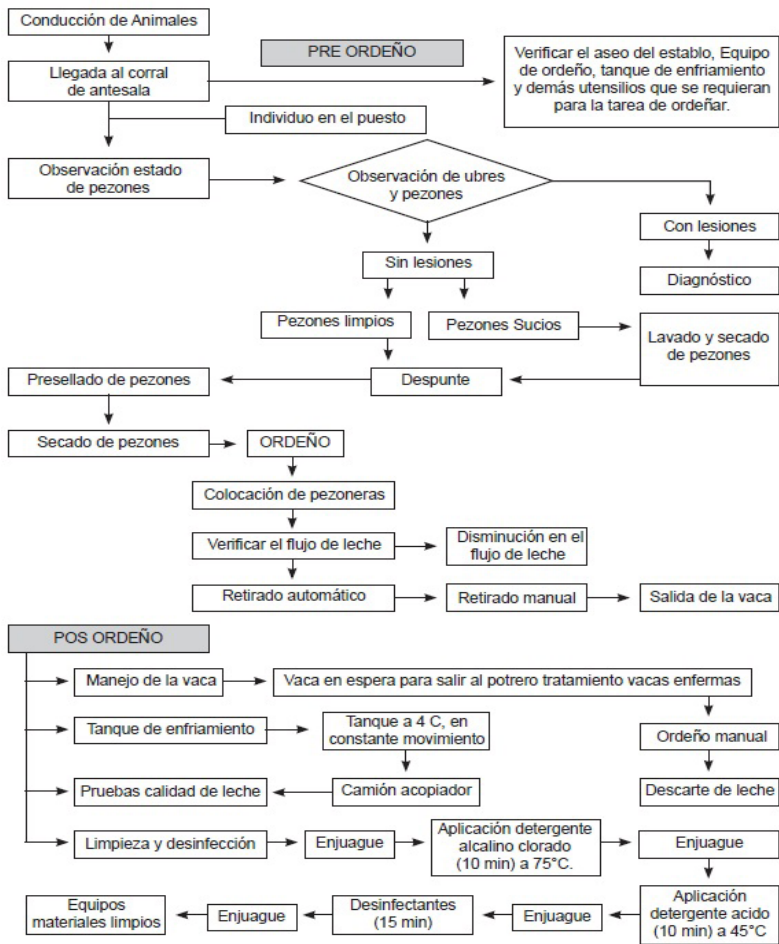 Conducción de Animales
PRE ORDEÑO
Verificar el aseo del establo, Equipo
de ordeño, tanque de enfriamiento
y demás utensilios que se requieran
para la tarea de ordeñar.
Llegada al corral
de antesala
Individuo en el puesto
Observación estado
de pezones
Observación de ubres
y pezones
Con lesiones
Sin lesiones
Diagnóstico
Pezones limpios
Pezones Sucios
Lavado y secado
de pezones
Presellado de pezones
Despunte
Secado de pezones
ORDEÑO
Colocación de pezoneras
Verificar el flujo de leche
Disminución en el
flujo de leche
Retirado automático
Retirado manual
Salida de la vaca
POS ORDEÑO
Manejo de la vaca
Vaca en espera para salir al potrero tratamiento vacas enfermas
Tanque de enfriamiento
Tanque a 4 C, en
constante movimiento
Ordeño manual
Pruebas calidad de leche
Camión acopiador
Descarte de leche
Limpieza y desinfección
Enjuague
Aplicación detergente
alcalino clorado
(10 min) a 75°C.
Enjuague
Equipos
materiales limpios
Enjuague
Desinfectantes
(15 min)
Enjuague
Aplicación
detergente acido
(10 min) a 45°C